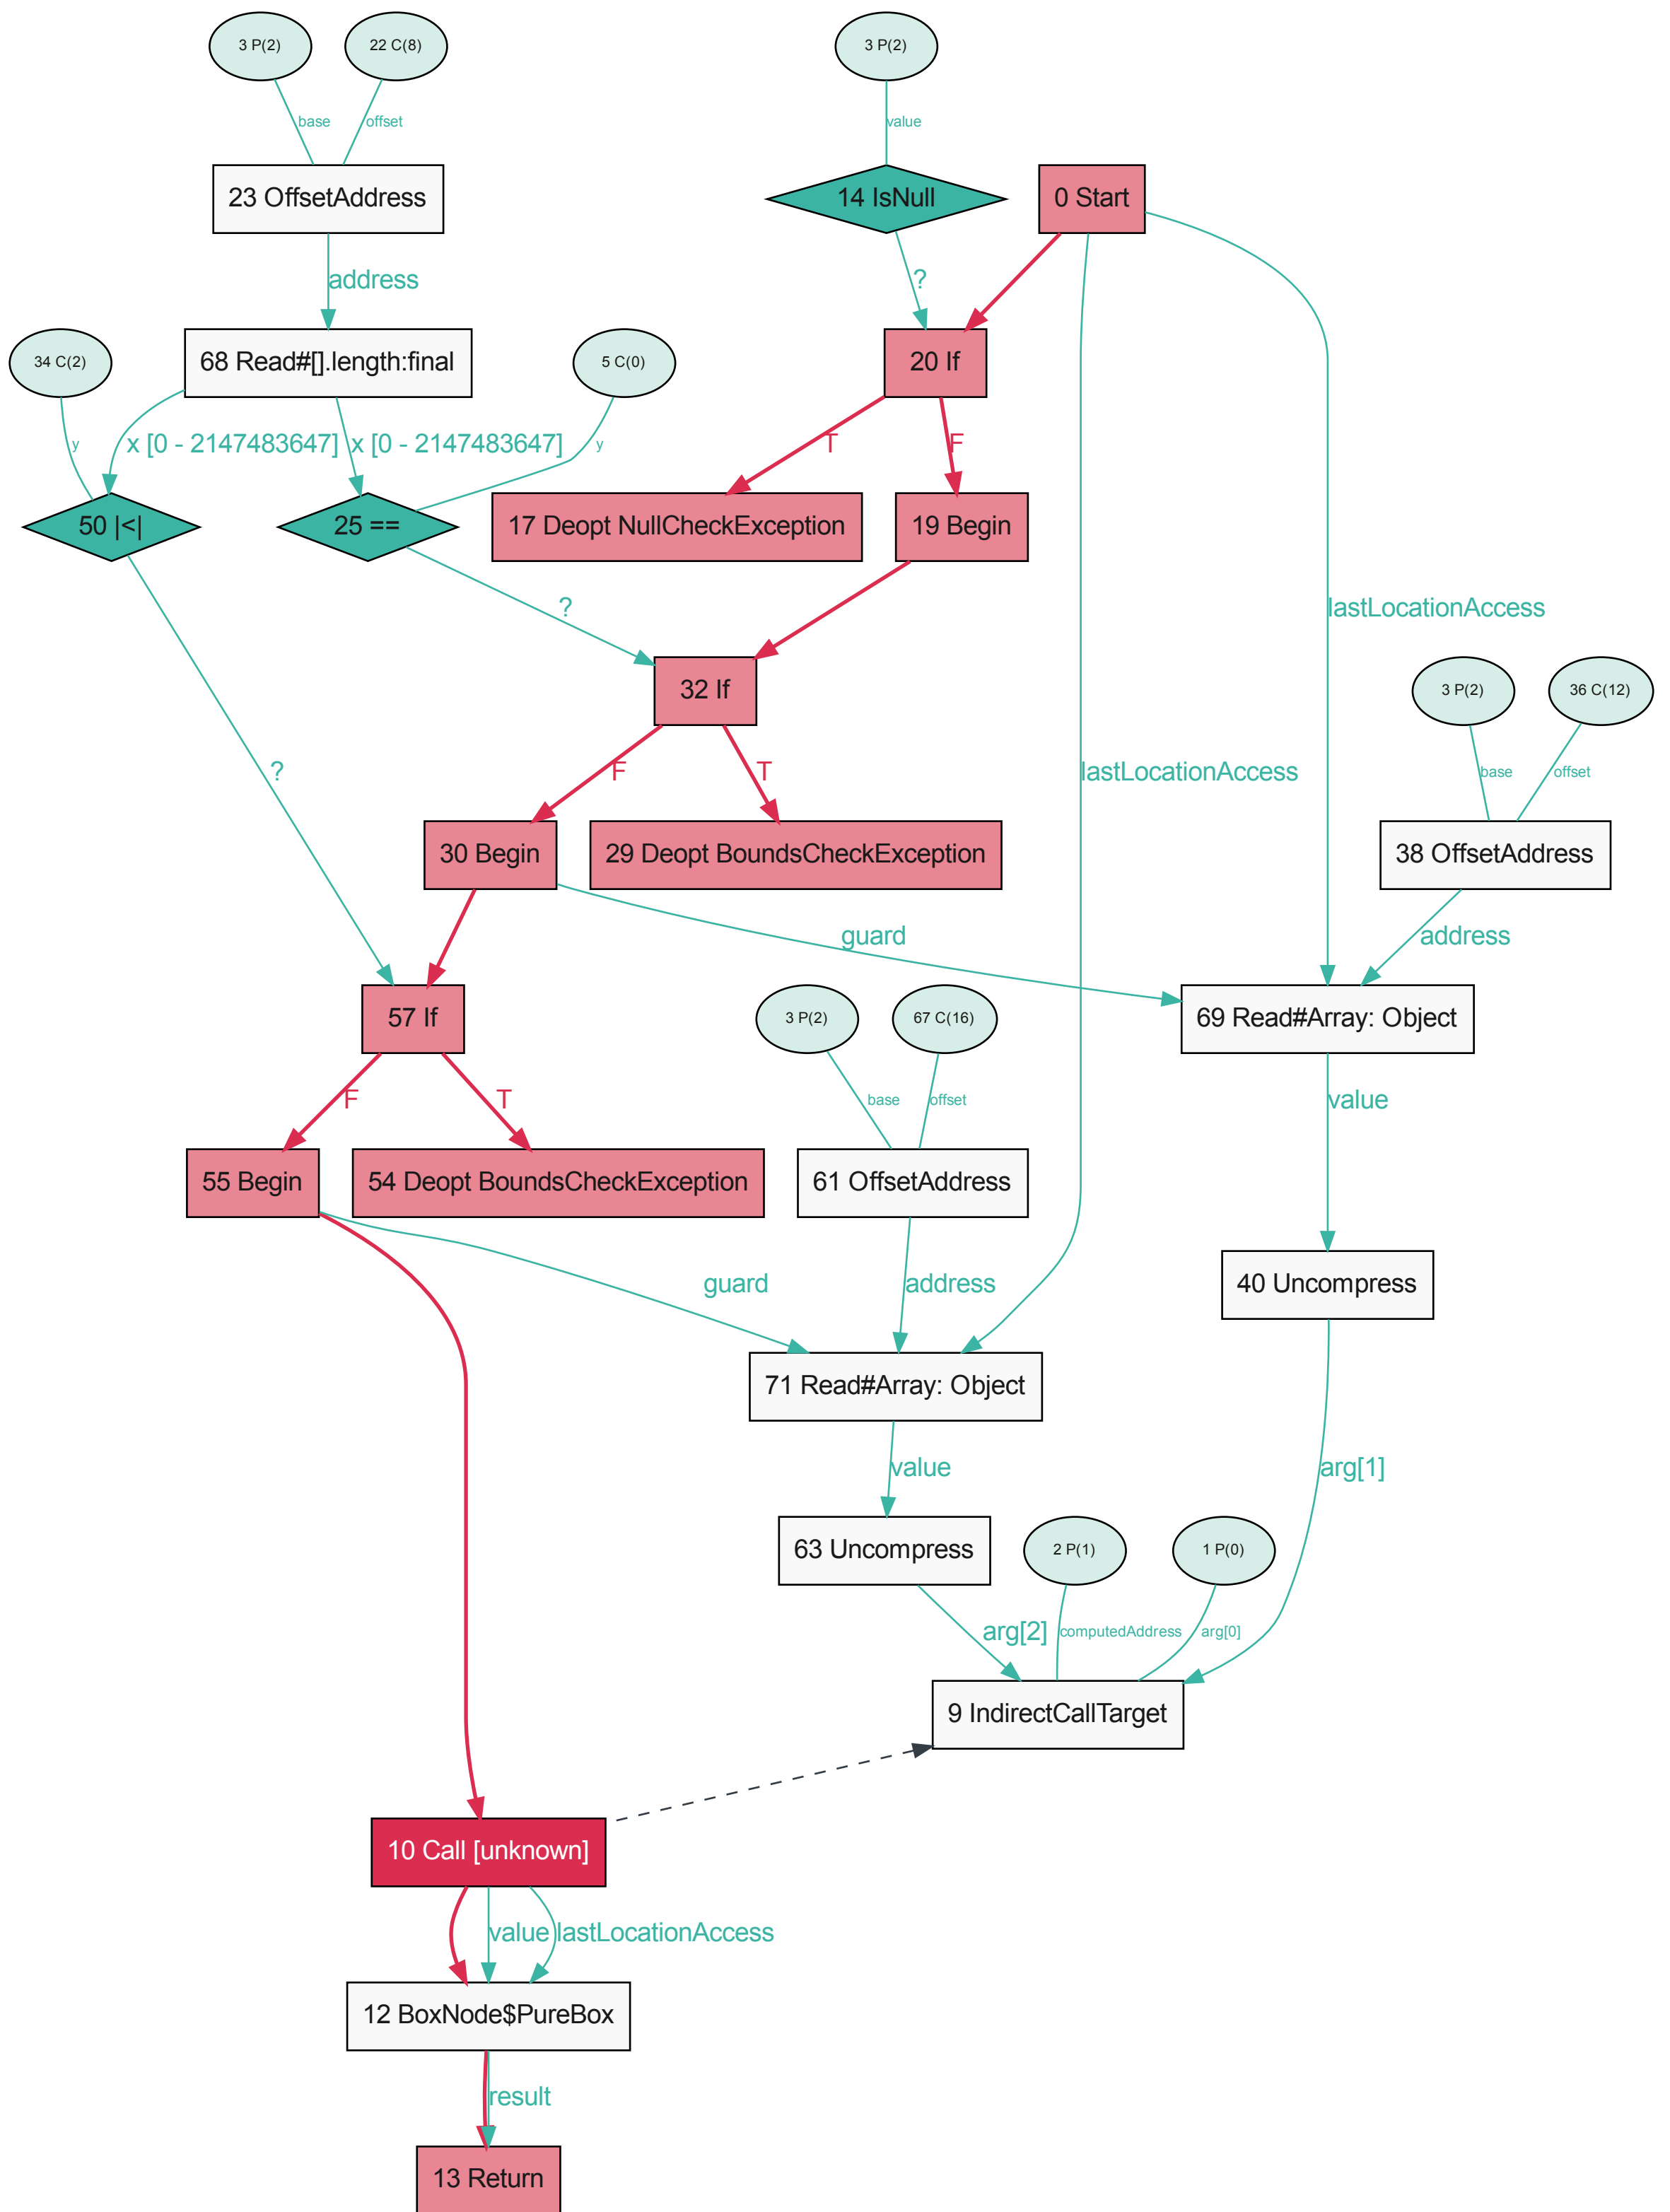 3 P(2)
22 C(8)
3 P(2)
base
offset
value
23 OffsetAddress
14 IsNull
0 Start
address
?
34 C(2)
68 Read#[].length:final
5 C(0)
20 If
y
x [0 - 2147483647]
x [0 - 2147483647]
y
T
F
50 |<|
25 ==
17 Deopt NullCheckException
19 Begin
?
lastLocationAccess
32 If
3 P(2)
36 C(12)
?
F
T
lastLocationAccess
base
offset
30 Begin
29 Deopt BoundsCheckException
38 OffsetAddress
guard
address
57 If
3 P(2)
67 C(16)
69 Read#Array: Object
F
T
base
offset
value
55 Begin
54 Deopt BoundsCheckException
61 OffsetAddress
guard
address
40 Uncompress
71 Read#Array: Object
value
arg[1]
63 Uncompress
2 P(1)
1 P(0)
arg[2]
computedAddress
arg[0]
9 IndirectCallTarget
10 Call [unknown]
value
lastLocationAccess
12 BoxNode$PureBox
result
13 Return